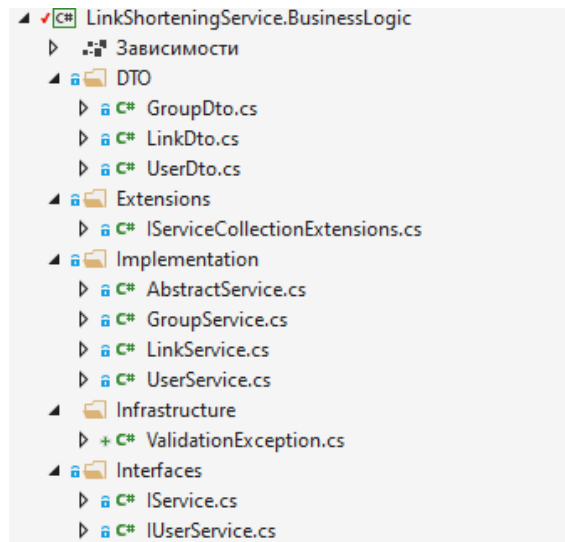 C# LinkShorteningService.BusinessLogic
Зависимости
DTO
C# GroupDto.cs
C# LinkDto.cs
C# UserDto.cs
Extensions
C# IServiceCollectionExtensions.cs
Implementation
C# AbstractService.cs
C# GroupService.cs
C# LinkService.cs
C# UserService.cs
Infrastructure
+ C# ValidationException.cs
Interfaces
C# IService.cs
C# IUserService.cs